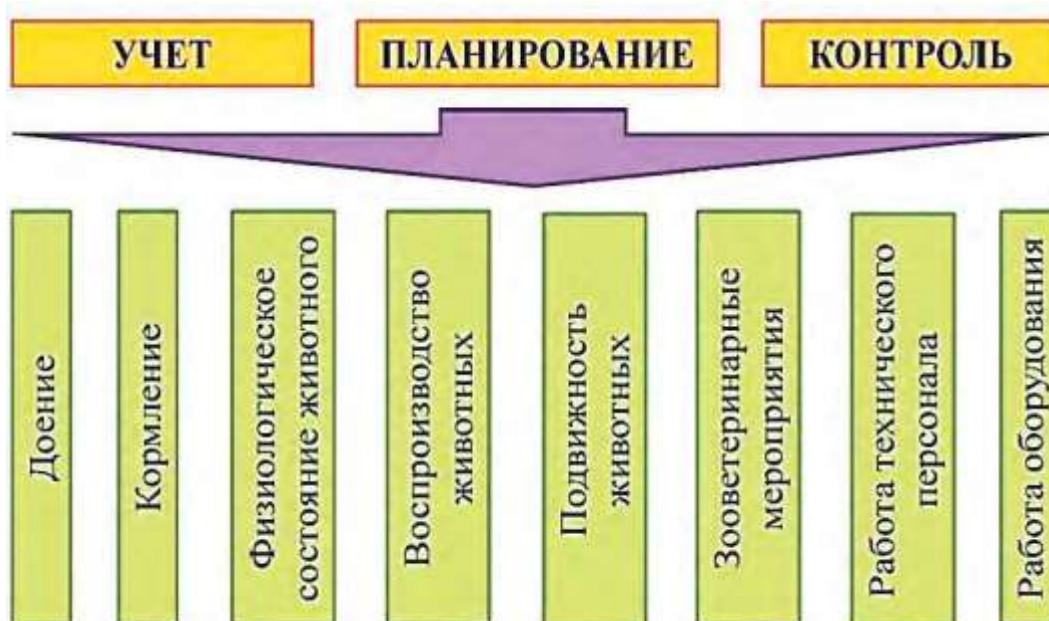 УЧЕТ
ПЛАНИРОВАНИЕ
КОНТРОЛЬ
Доение
Кормление
Физиологическое
состояние животного
Воспроизводство
животных
Подвижность
животных
Зооветеринарные
мероприятия
Работа технического
персонала
Работа оборудования